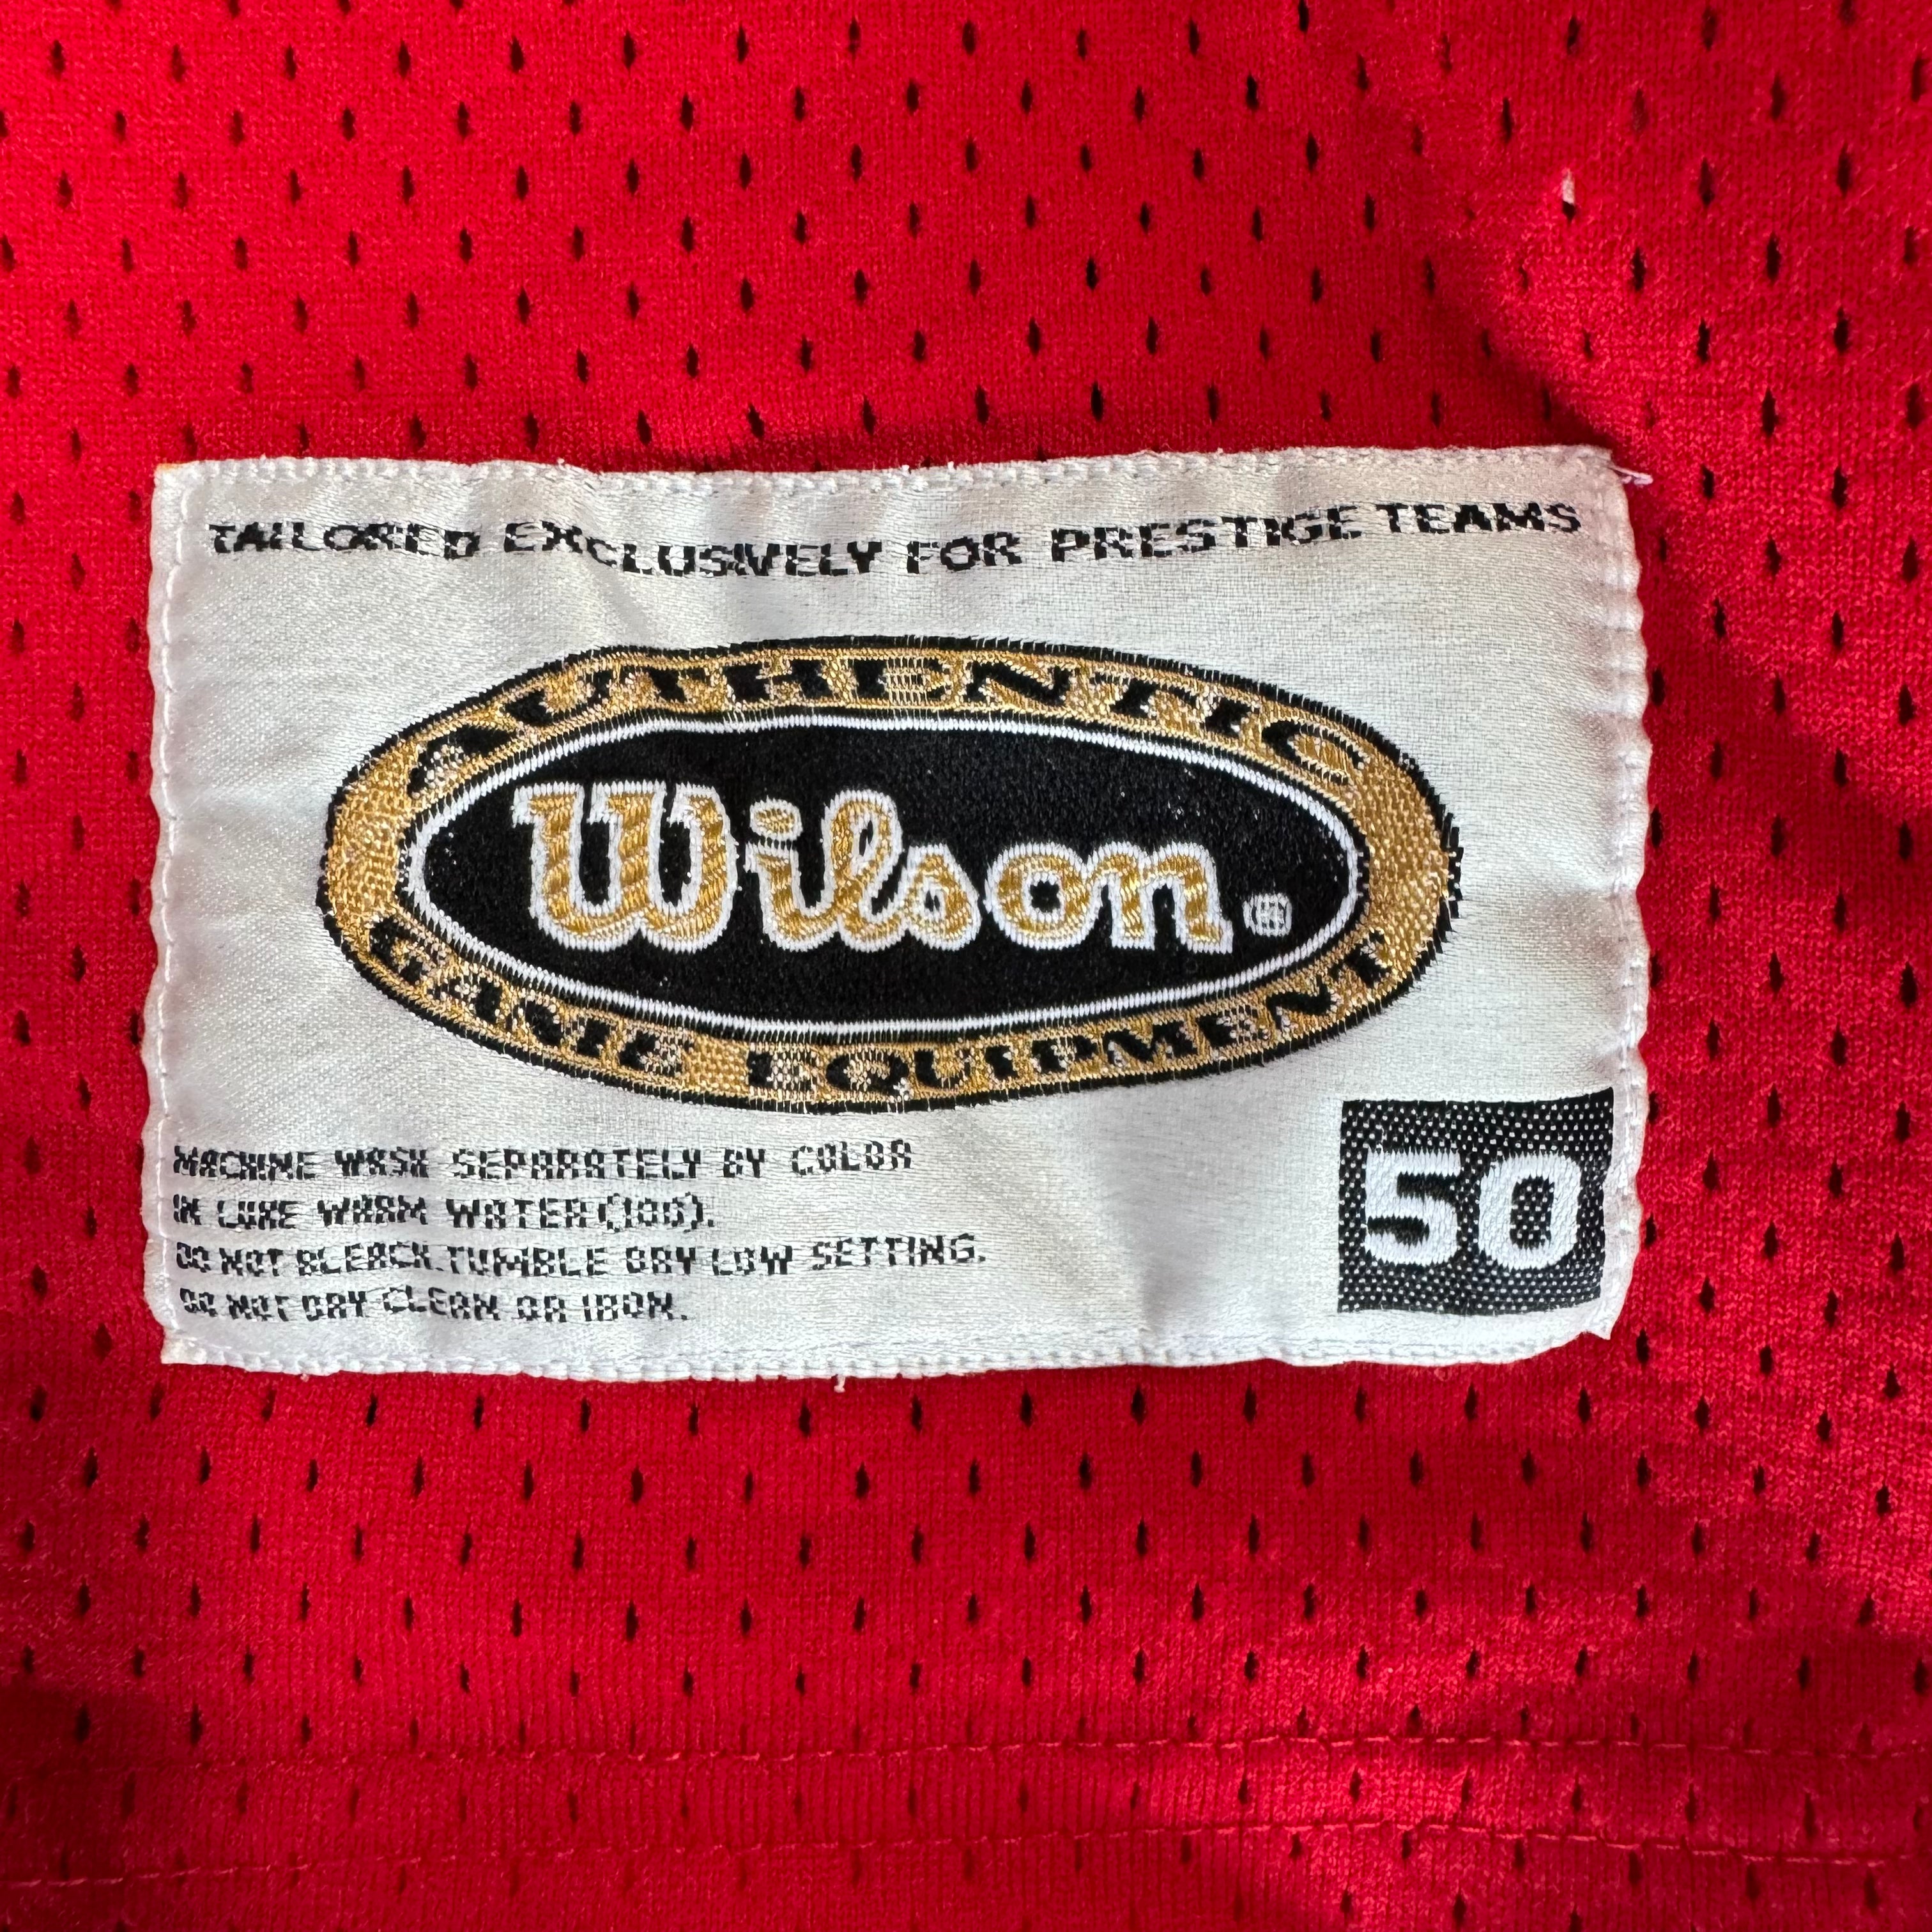 TAILORED EXCLUSIVELY FOR PRESTIGE TEAMS
AUTHENTIC
Wilson®
GAME EQUIPMENT
MACHINE WASH SEPARATELY BY COLOR
IN LUKE WARM WATER(100).
DO NOT BLEACH.TUMBLE DRY LOW SETTING.
DO NOT DRY CLEAN OR IRON.
50